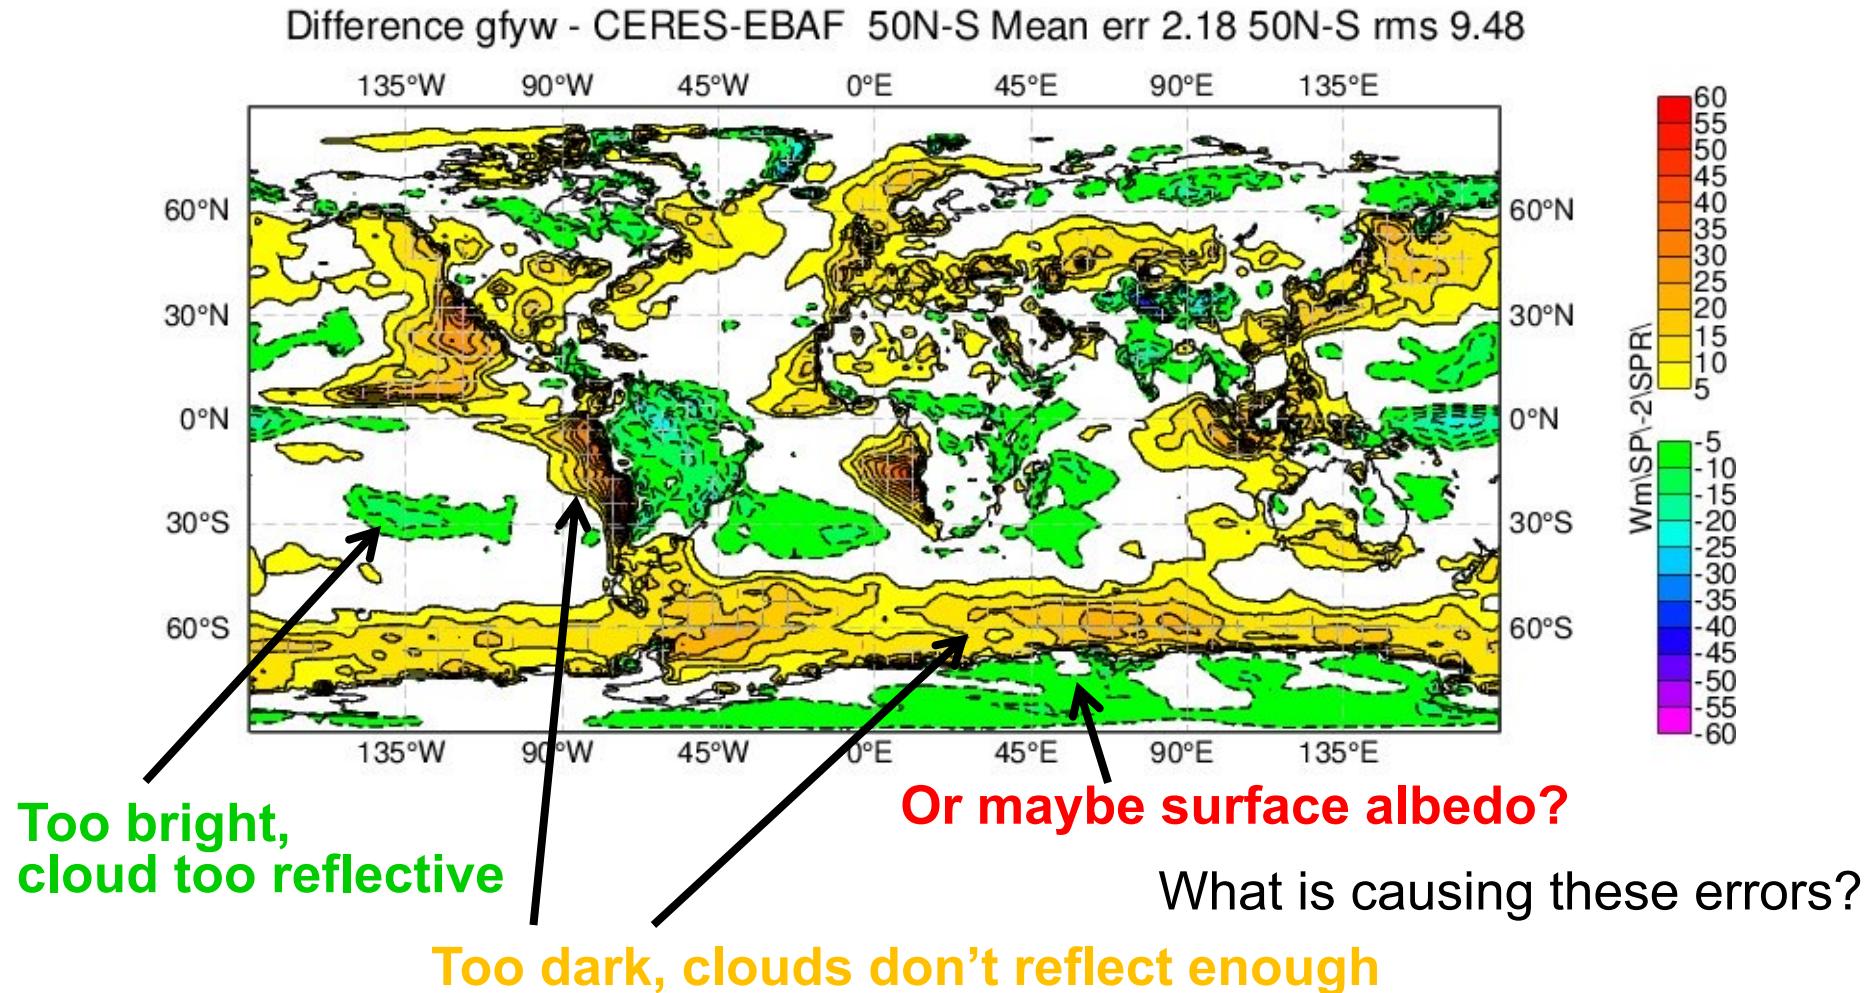 Difference gfyw - CERES-EBAF 50N-S Mean err 2.18 50N-S rms 9.48
135°W 90°W 45°W 0°E 45°E 90°E 135°E
60°N 60°N
30°N 30°N
0°N 0°N
30°S 30°S
60°S 60°S
135°W 90°W 45°W 0°E 45°E 90°E 135°E
60
55
50
45
40
35
30
25
20
15
10
5
-5
-10
-15
-20
-25
-30
-35
-40
-45
-50
-55
-60
Wm\SP\-2\SPR\
Or maybe surface albedo?
Too bright,
cloud too reflective
What is causing these errors?
Too dark, clouds don’t reflect enough